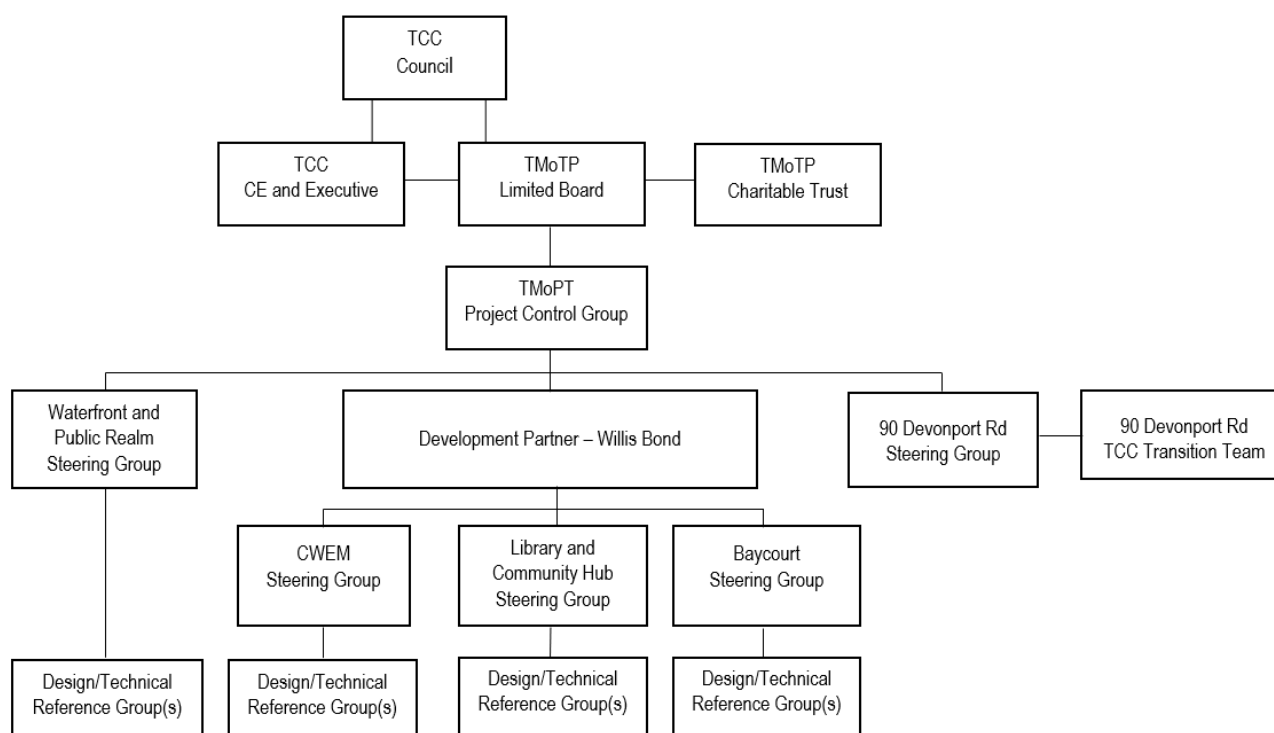 TCC
Council
TCC
CE and Executive
TMoTP
Limited Board
TMoTP
Charitable Trust
TMoPT
Project Control Group
Waterfront and
Public Realm
Steering Group
Development Partner – Willis Bond
90 Devonport Rd
Steering Group
90 Devonport Rd
TCC Transition Team
CWEM
Steering Group
Library and
Community Hub
Steering Group
Baycourt
Steering Group
Design/Technical
Reference Group(s)
Design/Technical
Reference Group(s)
Design/Technical
Reference Group(s)
Design/Technical
Reference Group(s)